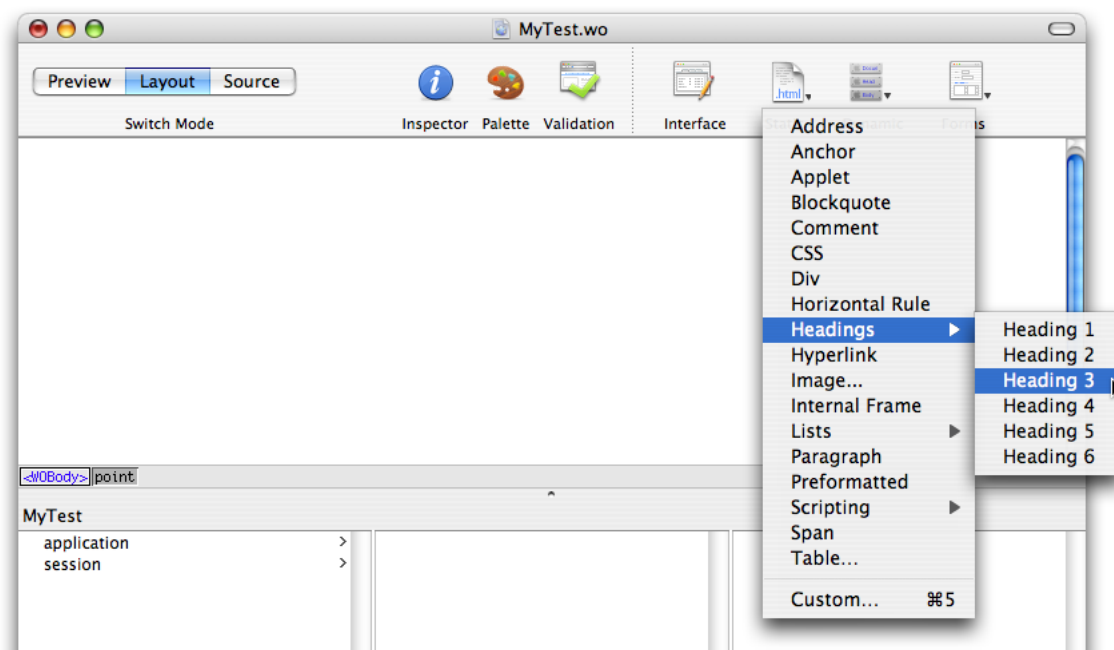 MyTest.wo
Preview Layout Source
Switch Mode
Inspector Palette Validation Interface
.html
Address
Anchor
Applet
Blockquote
Comment
CSS
Div
Horizontal Rule
Headings
Hyperlink
Image...
Internal Frame
Lists
Paragraph
Preformatted
Scripting
Span
Table...
Custom... ⌘5
Heading 1
Heading 2
Heading 3
Heading 4
Heading 5
Heading 6
<WOBody> point
MyTest
application >
session >